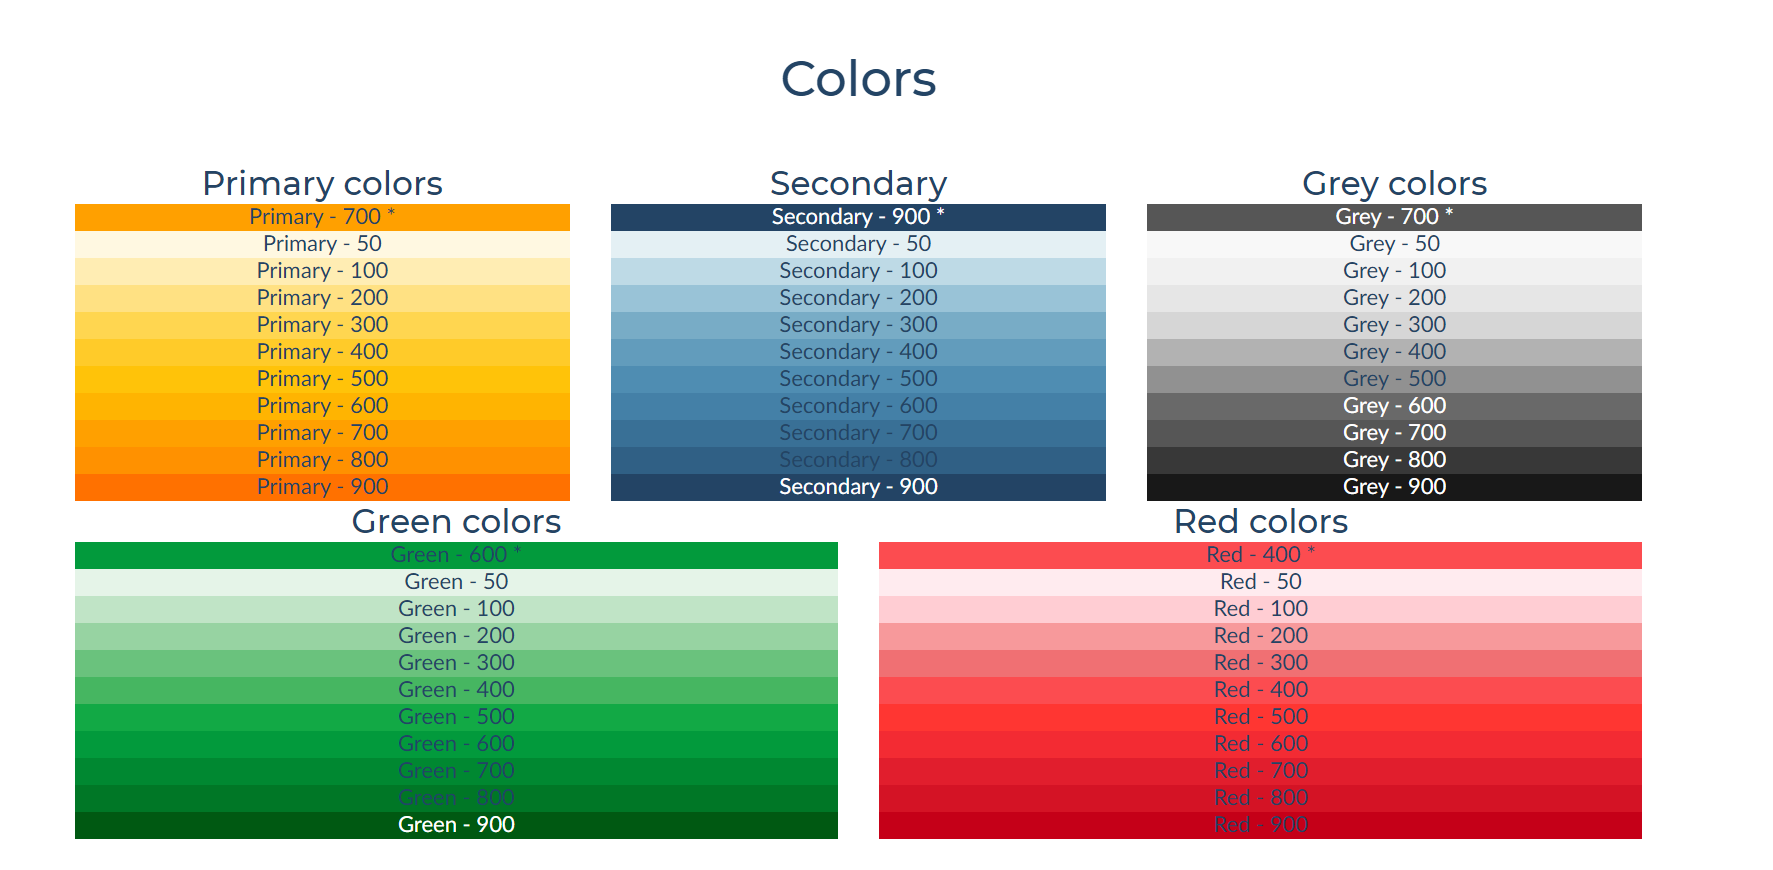 Colors
Primary colors
Primary - 700 *
Primary - 50
Primary - 100
Primary - 200
Primary - 300
Primary - 400
Primary - 500
Primary - 600
Primary - 700
Primary - 800
Primary - 900
Secondary
Secondary - 900 *
Secondary - 50
Secondary - 100
Secondary - 200
Secondary - 300
Secondary - 400
Secondary - 500
Secondary - 600
Secondary - 700
Secondary - 800
Secondary - 900
Grey colors
Grey - 700 *
Grey - 50
Grey - 100
Grey - 200
Grey - 300
Grey - 400
Grey - 500
Grey - 600
Grey - 700
Grey - 800
Grey - 900
Green colors
Green - 600 *
Green - 50
Green - 100
Green - 200
Green - 300
Green - 400
Green - 500
Green - 600
Green - 700
Green - 800
Green - 900
Red colors
Red - 400 *
Red - 50
Red - 100
Red - 200
Red - 300
Red - 400
Red - 500
Red - 600
Red - 700
Red - 800
Red - 900